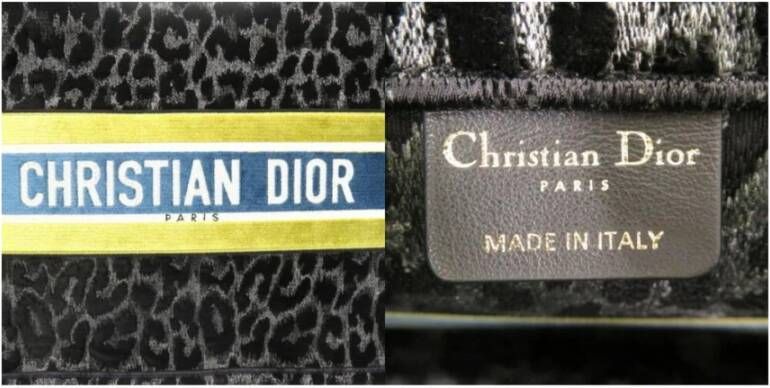 CHRISTIAN DIOR
PARIS
Christian Dior
PARIS
MADE IN ITALY